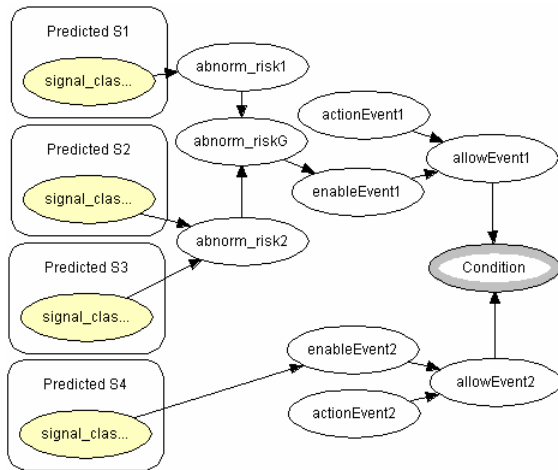 Predicted S1
signal_clas...
abnorm_risk1
actionEvent1
Predicted S2
abnorm_riskG
allowEvent1
signal_clas...
enableEvent1
abnorm_risk2
Predicted S3
Condition
signal_clas...
enableEvent2
Predicted S4
allowEvent2
actionEvent2
signal_clas...